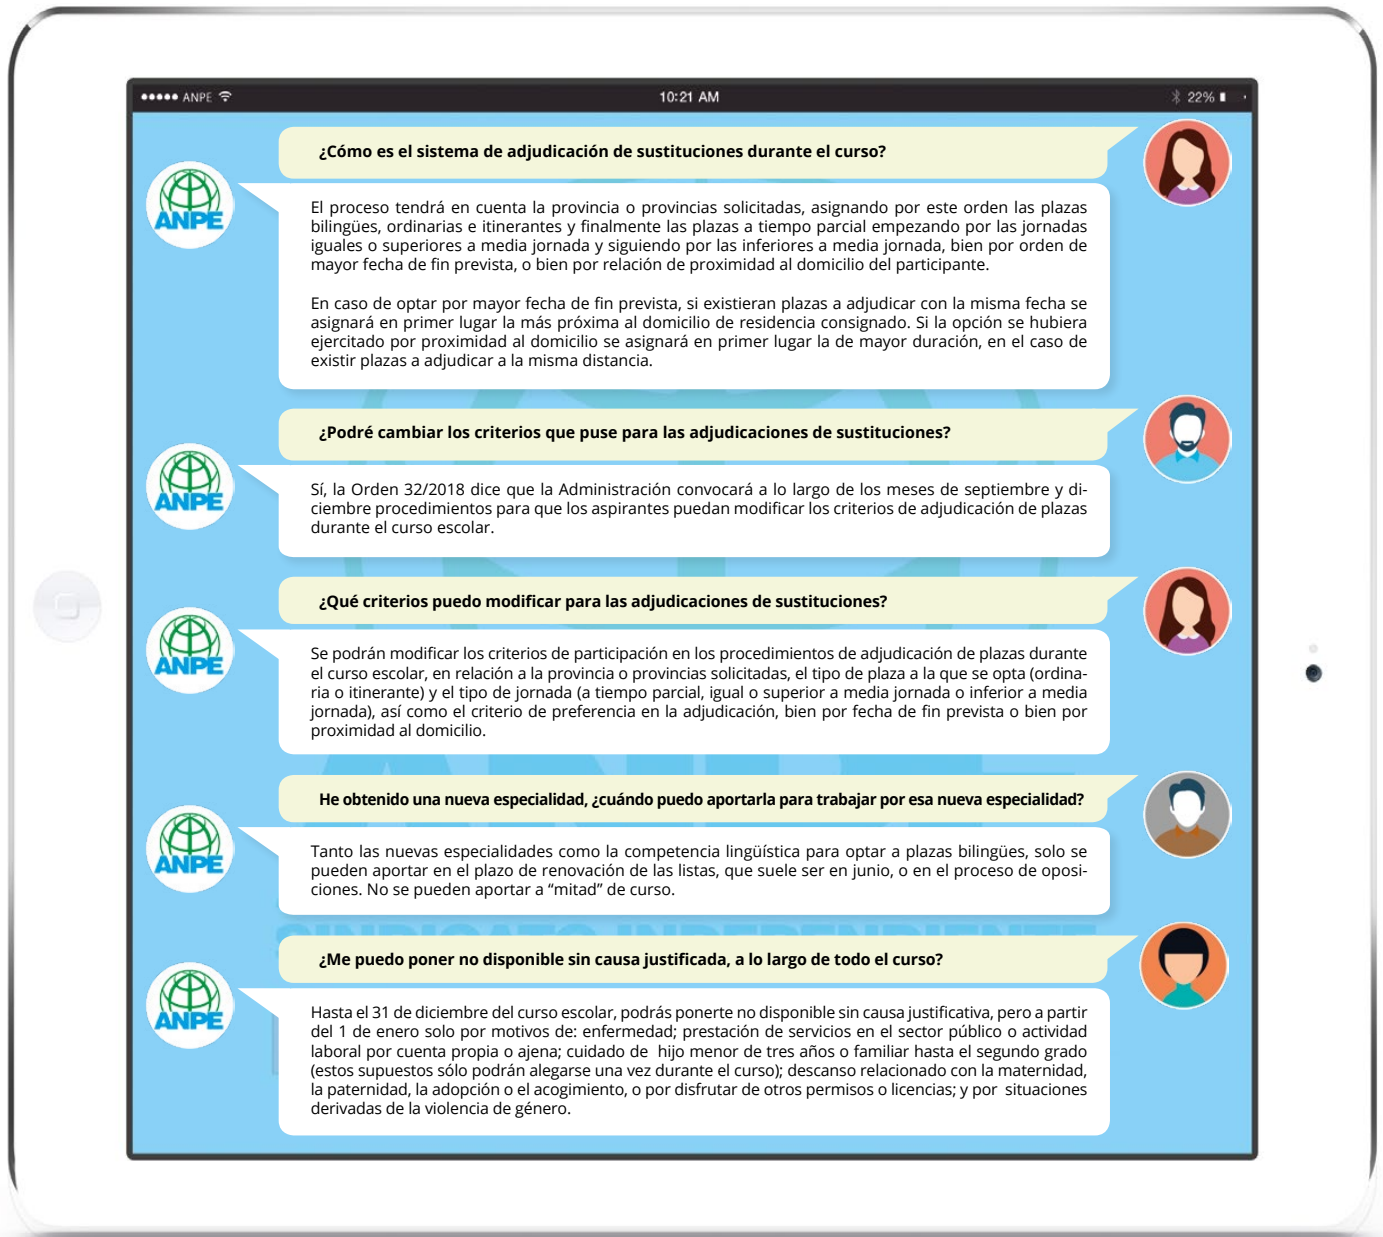 ANPE
10:21 AM
22%
¿Cómo es el sistema de adjudicación de sustituciones durante el curso?
ANPE
El proceso tendrá en cuenta la provincia o provincias solicitadas, asignando por este orden las plazas
bilingües, ordinarias e itinerantes y finalmente las plazas a tiempo parcial empezando por las jornadas
iguales o superiores a media jornada y siguiendo por las inferiores a media jornada, bien por orden de
mayor fecha de fin prevista, o bien por relación de proximidad al domicilio del participante.
En caso de optar por mayor fecha de fin prevista, si existieran plazas a adjudicar con la misma fecha se
asignará en primer lugar la más próxima al domicilio de residencia consignado. Si la opción se hubiera
ejercitado por proximidad al domicilio se asignará en primer lugar la de mayor duración, en el caso de
existir plazas a adjudicar a la misma distancia.
¿Podré cambiar los criterios que puse para las adjudicaciones de sustituciones?
ANPE
Sí, la Orden 32/2018 dice que la Administración convocará a lo largo de los meses de septiembre y di-
ciembre procedimientos para que los aspirantes puedan modificar los criterios de adjudicación de plazas
durante el curso escolar.
¿Qué criterios puedo modificar para las adjudicaciones de sustituciones?
ANPE
Se podrán modificar los criterios de participación en los procedimientos de adjudicación de plazas durante
el curso escolar, en relación a la provincia o provincias solicitadas, el tipo de plaza a la que se opta (ordina-
ria o itinerante) y el tipo de jornada (a tiempo parcial, igual o superior a media jornada o inferior a media
jornada), así como el criterio de preferencia en la adjudicación, bien por fecha de fin prevista o bien por
proximidad al domicilio.
He obtenido una nueva especialidad, ¿cuándo puedo aportarla para trabajar por esa nueva especialidad?
ANPE
Tanto las nuevas especialidades como la competencia lingüística para optar a plazas bilingües, solo se
pueden aportar en el plazo de renovación de las listas, que suele ser en junio, o en el proceso de oposi-
ciones. No se pueden aportar a “mitad” de curso.
SINDICATO INDEPENDIENTE
¿Me puedo poner no disponible sin causa justificada, a lo largo de todo el curso?
ANPE
Hasta el 31 de diciembre del curso escolar, podrás ponerte no disponible sin causa justificativa, pero a partir
del 1 de enero solo por motivos de: enfermedad; prestación de servicios en el sector público o actividad
laboral por cuenta propia o ajena; cuidado de hijo menor de tres años o familiar hasta el segundo grado
(estos supuestos sólo podrán alegarse una vez durante el curso); descanso relacionado con la maternidad,
la paternidad, la adopción o el acogimiento, o por disfrutar de otros permisos o licencias; y por situaciones
derivadas de la violencia de género.